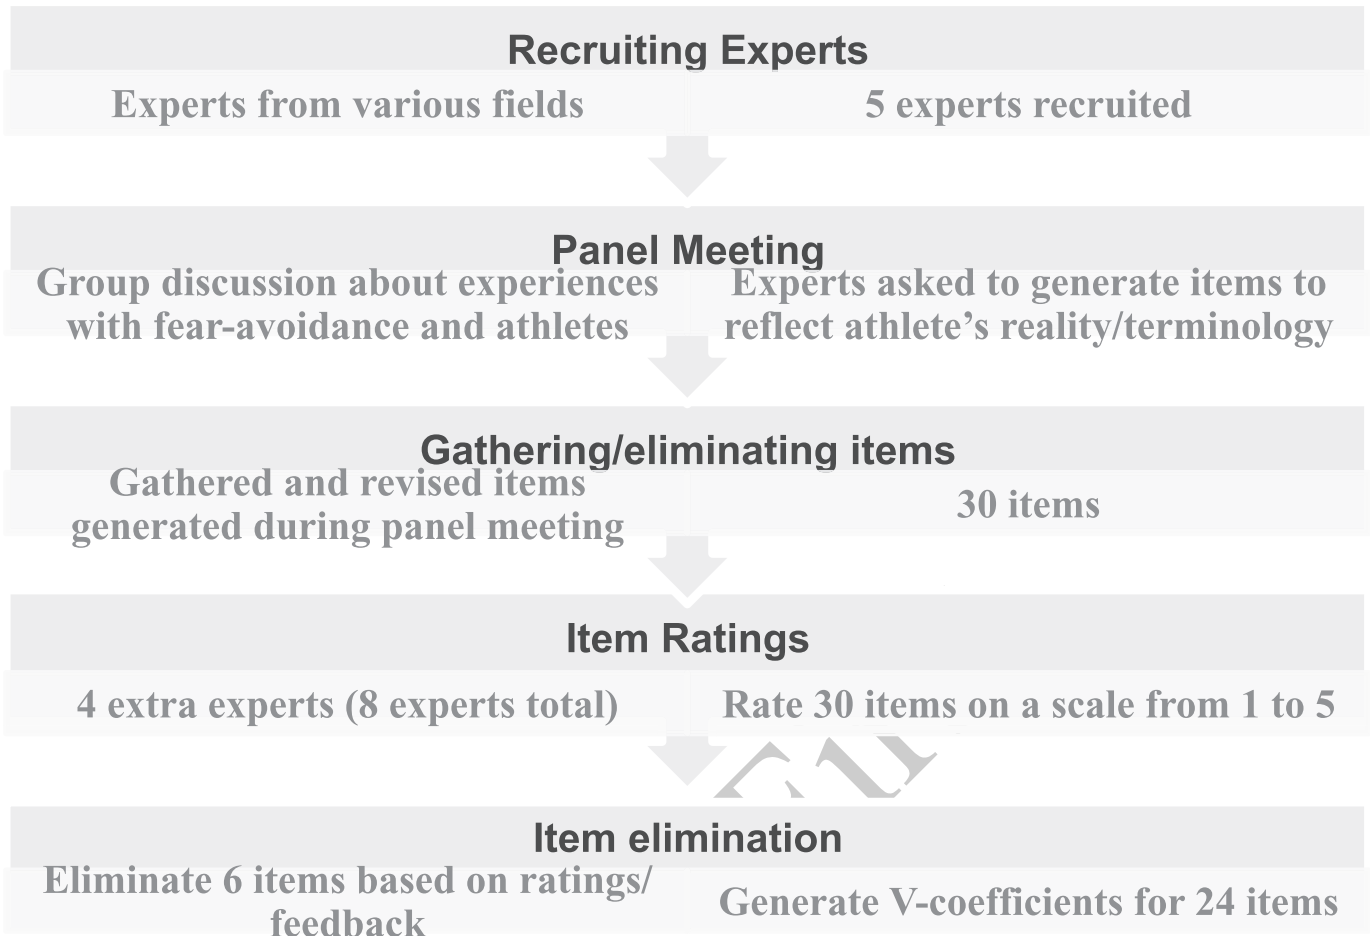 Recruiting Experts
Experts from various fields
5 experts recruited
Panel Meeting
Group discussion about experiences
with fear-avoidance and athletes
Experts asked to generate items to
reflect athlete’s reality/terminology
Gathering/eliminating items
Gathered and revised items
generated during panel meeting
30 items
Item Ratings
4 extra experts (8 experts total)
Rate 30 items on a scale from 1 to 5
Item elimination
Eliminate 6 items based on ratings/
feedback
Generate V-coefficients for 24 items